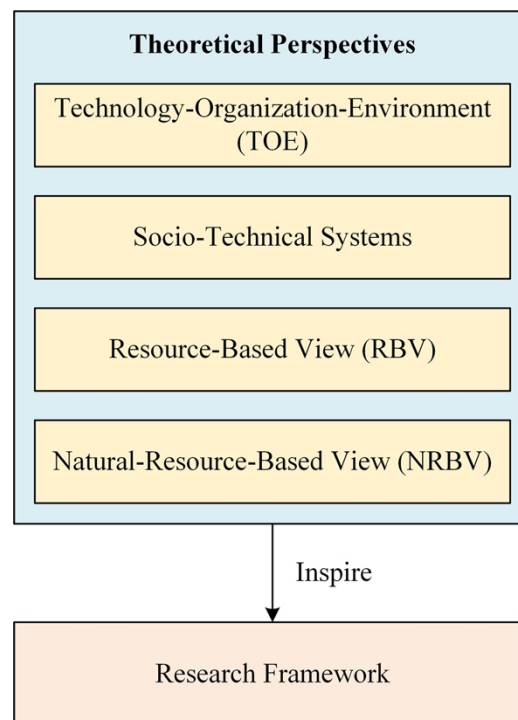 Theoretical Perspectives
Technology-Organization-Environment
(TOE)
Socio-Technical Systems
Resource-Based View (RBV)
Natural-Resource-Based View (NRBV)
Inspire
Research Framework